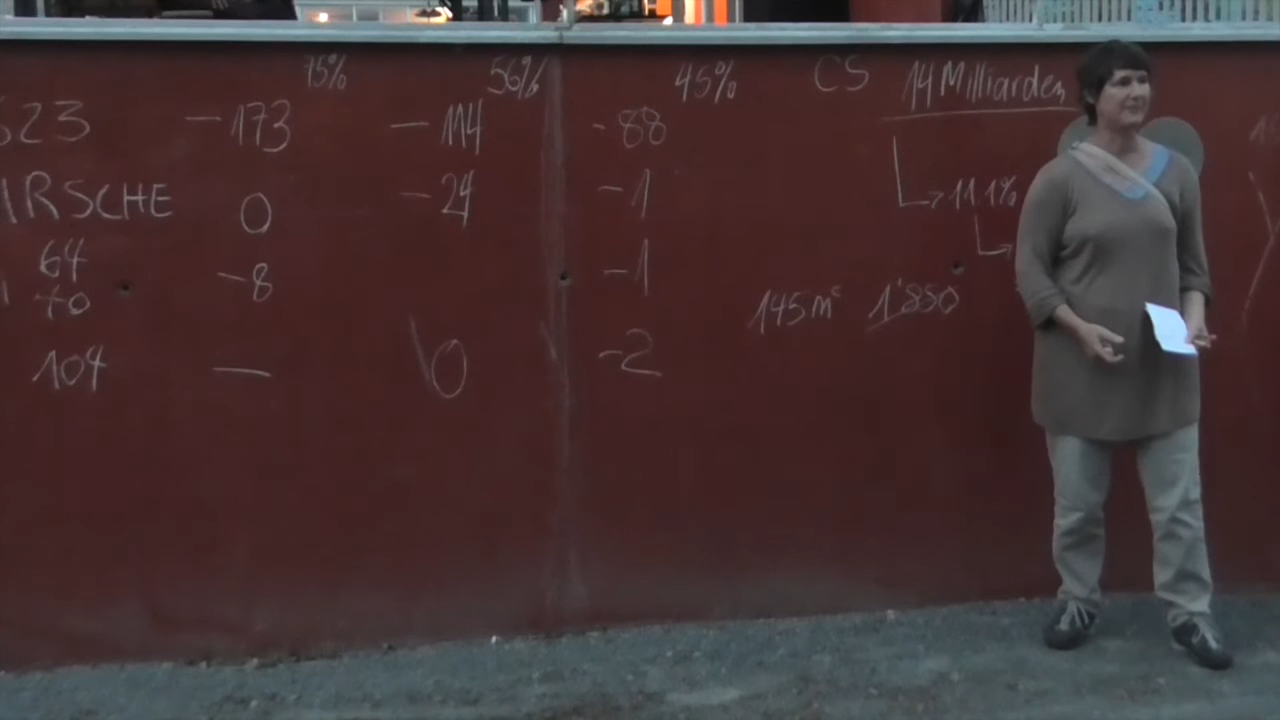 75% 56% 45% CS 14 Milliarden
523 -173 -114 -88
IRSCHE 0 -24 -1 11.1%
64 -8 -1
70 145m² 1'850
104 — 0 -2